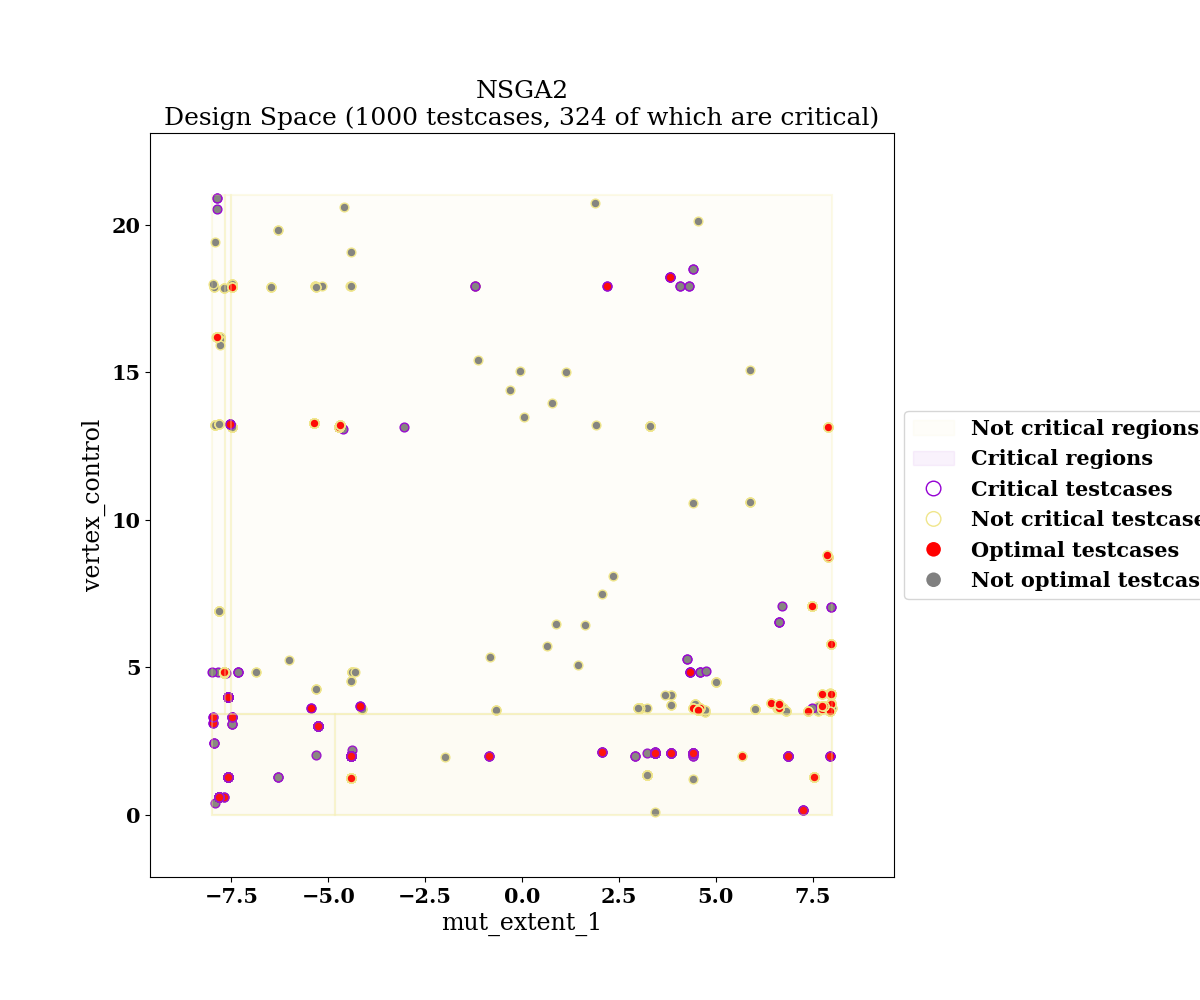 NSGA2
Design Space (1000 testcases, 324 of which are critical)
20
15
10
5
0
vertex_control
−7.5 −5.0 −2.5 0.0 2.5 5.0 7.5
mut_extent_1
Not critical regions
Critical regions
Critical testcases
Not critical testcase
Optimal testcases
Not optimal testcas